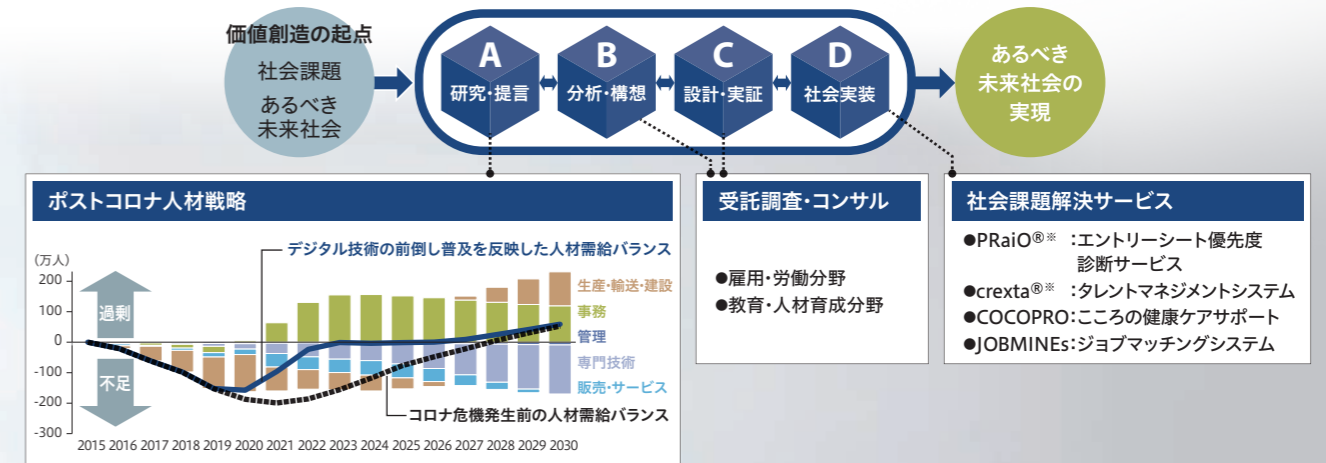 価値創造の起点
社会課題
あるべき
未来社会
A
研究・提言
B
分析・構想
C
設計・実証
D
社会実装
あるべき
未来社会の
実現
ポストコロナ人材戦略
デジタル技術の前倒し普及を反映した人材需給バランス
(万人)
200
100
0
-100
-200
-300
過剰
不足
生産・輸送・建設
事務
管理
専門技術
販売・サービス
コロナ危機発生前の人材需給バランス
2015 2016 2017 2018 2019 2020 2021 2022 2023 2024 2025 2026 2027 2028 2029 2030
受託調査・コンサル
●雇用・労働分野
●教育・人材育成分野
社会課題解決サービス
●PRaiO®※ ：エントリーシート優先度
診断サービス
●crexta®※ ：タレントマネジメントシステム
●COCOPRO：こころの健康ケアサポート
●JOBMINEs：ジョブマッチングシステム